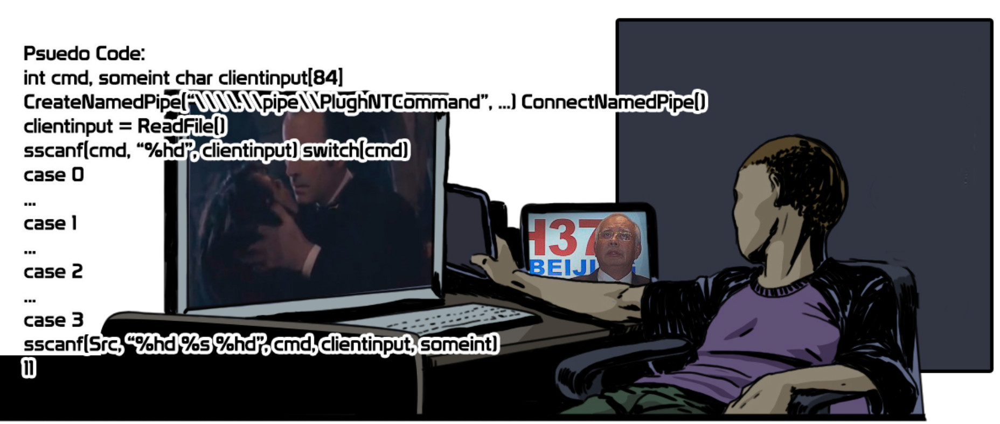 Psuedo Code:
int cmd, someint char clientinput[84]
CreateNamedPipe(“\\\\\.\\pipe\\PlughNTCommand”, ...) ConnectNamedPipe()
clientinput = ReadFile()
sscanf(cmd, “%hd”, clientinput) switch(cmd)
case 0
...
case 1
...
case 2
...
case 3
sscanf(Src, “%hd %s %hd”, cmd, clientinput, someint)
]]
H37
BEIJI